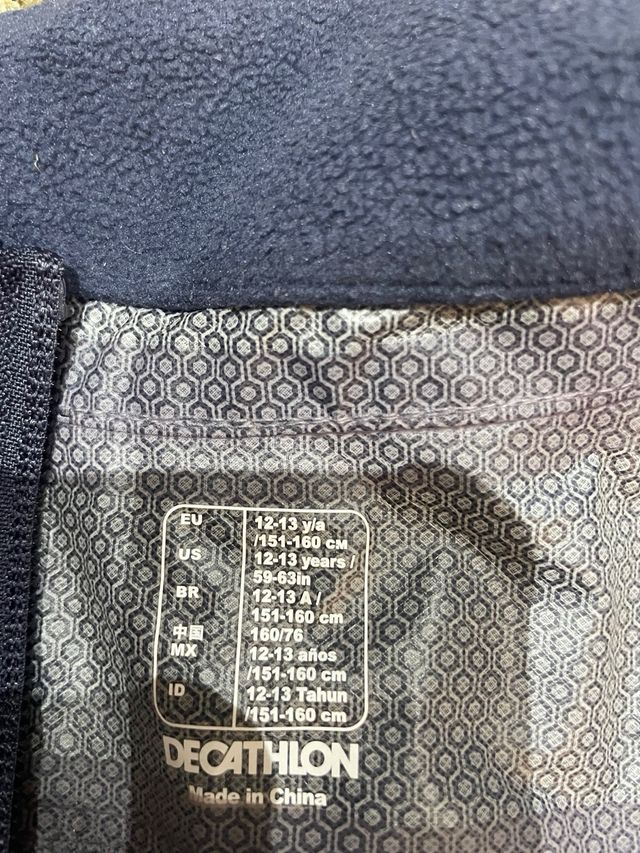 EU 12-13 y/a
/151-160 см
US 12-13 years /
59-63in
BR 12-13 A /
151-160 cm
中国 160/76
MX 12-13 años
/151-160 cm
ID 12-13 Tahun
/151-160 cm
DECATHLON
Made in China